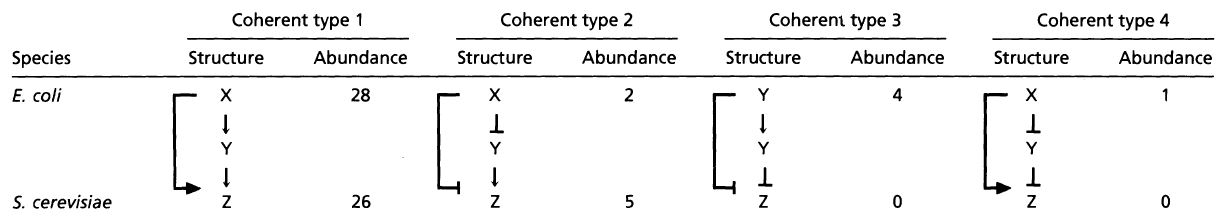 Coherent type 1 Coherent type 2 Coherent type 3 Coherent type 4
Species Structure Abundance Structure Abundance Structure Abundance Structure Abundance
E. coli X 28 X 2 Y 4 X 1
Y Y Y Y
S. cerevisiae Z 26 Z 5 Z 0 Z 0